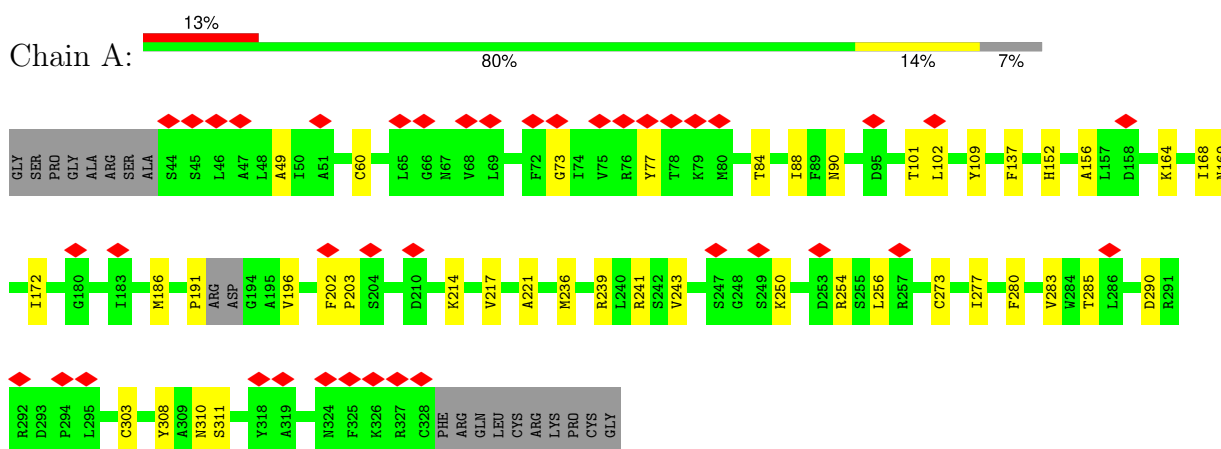 13%
Chain A:
80% 14% 7%
GLY SER PRO GLY ALA ARG SER ALA S44 S45 L46 A47 L48 A49 I50 A51 C60 L65 G66 N67 V68 L69 F72 G73 I74 V75 R76 Y77 T78 K79 M80 T84 I88 F89 N90 D95 T101 L102 Y109 F137 H152 A156 L157 D158 K164 I168 N169
I172 G180 I183 M186 P191 ARG ASP G194 A195 V196 F202 P203 S204 D210 K214 V217 A221 M236 R239 L240 R241 S242 V243 S247 G248 S249 K250 D253 R254 S255 L256 R257 C273 I277 F280 V283 W284 T285 L286 D290 R291
R292 D293 P294 L295 C303 Y308 A309 N310 S311 Y318 A319 N324 F325 K326 R327 C328 PHE ARG GLN LEU CYS ARG LYS PRO CYS GLY